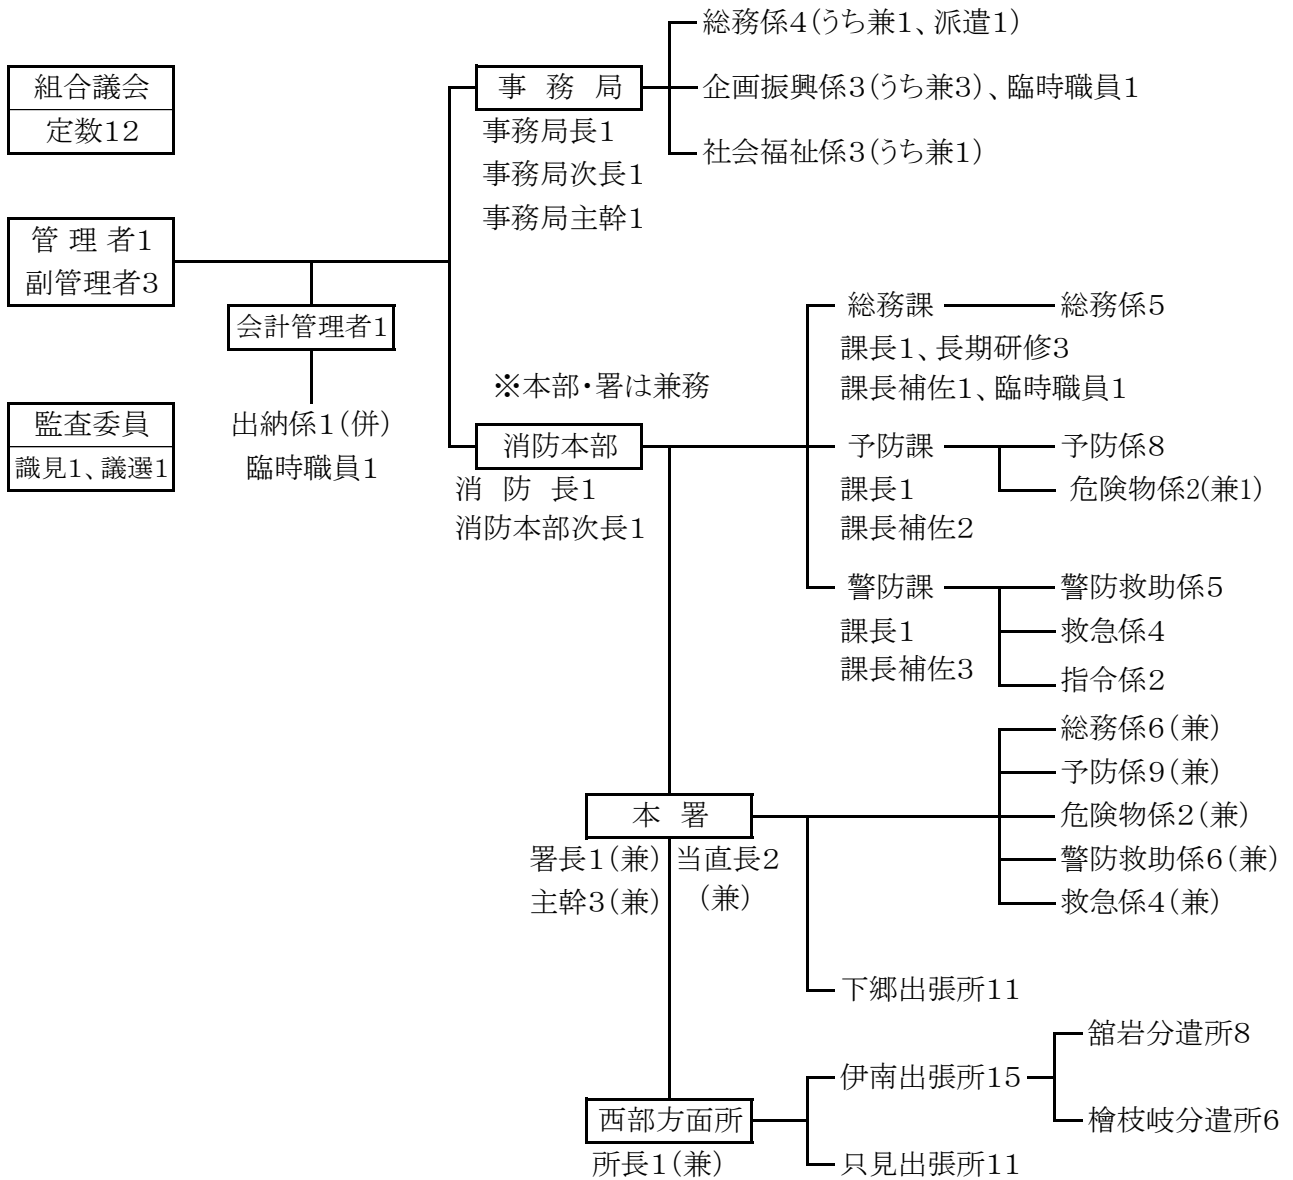 総務係４(うち兼１、派遣１)
組合議会
定数１２
事　務　局
企画振興係３(うち兼３)、臨時職員１
事務局長１
事務局次長１
事務局主幹１
社会福祉係３(うち兼１)
管 理 者１
副管理者３
会計管理者１
出納係１(併)
臨時職員１
監査委員
識見１、議選１
※本部・署は兼務
消防本部
消　防　長１
消防本部次長１
総務課
総務係５
課長１、長期研修３
課長補佐１、臨時職員１
予防課
予防係８
課長１
危険物係2(兼1)
課長補佐２
警防課
警防救助係５
課長１
救急係４
課長補佐３
指令係２
総務係６(兼)
予防係９(兼)
本　署
危険物係２(兼)
署長１(兼)
当直長２
警防救助係６(兼)
主幹３(兼)
(兼)
救急係４(兼)
下郷出張所１１
舘岩分遣所８
伊南出張所１５
西部方面所
檜枝岐分遣所６
所長１(兼)
只見出張所１１